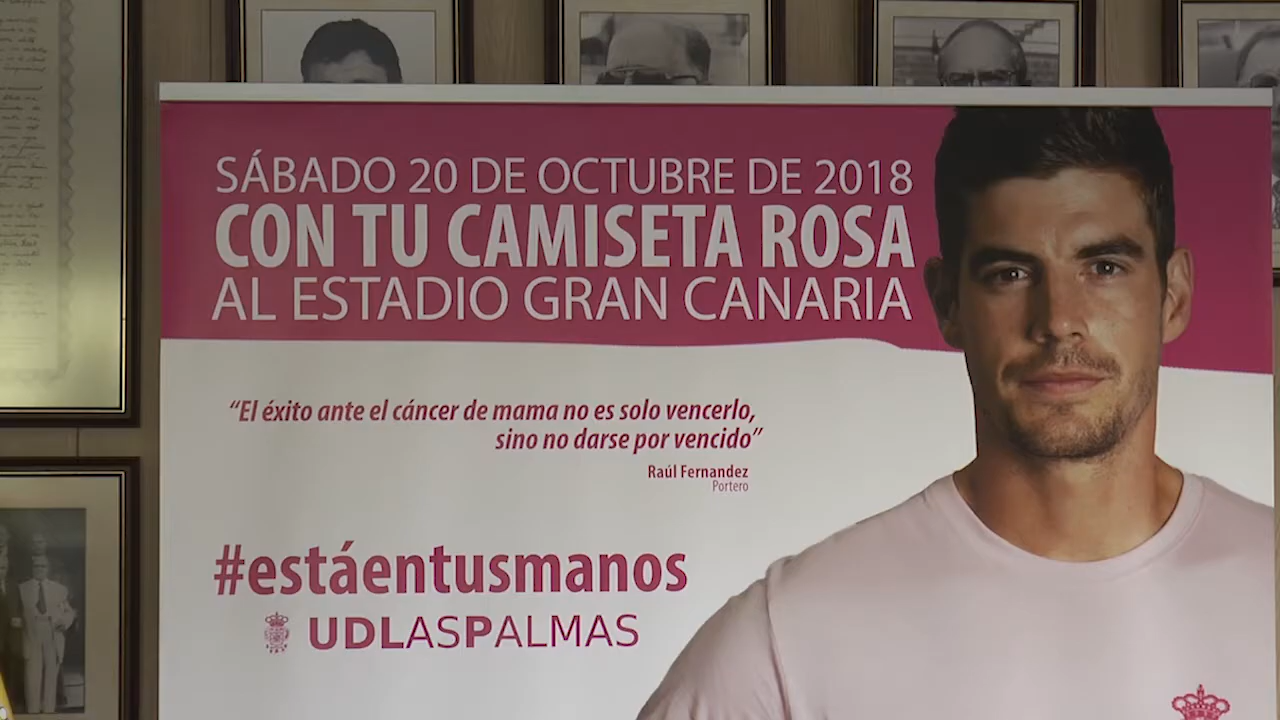 SÁBADO 20 DE OCTUBRE DE 2018
CON TU CAMISETA ROSA
AL ESTADIO GRAN CANARIA
“El éxito ante el cáncer de mama no es solo vencerlo,
sino no darse por vencido”
Raúl Fernandez
Portero
#estáentusmanos
UDLASPALMAS